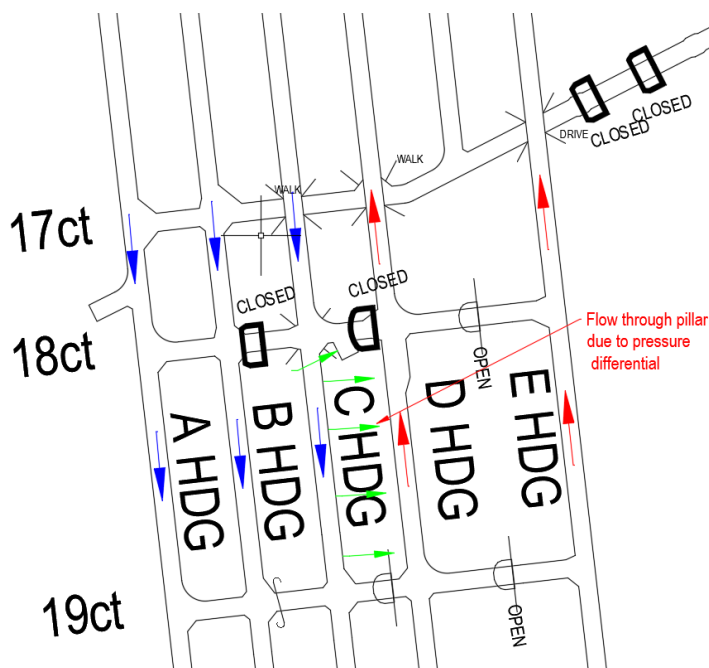 CLOSED
CLOSED
DRIVE
WALK
WALK
17ct
CLOSED
CLOSED
Flow through pillar
due to pressure
differential
18ct
OPEN
A HDG
B HDG
C HDG
D HDG
E HDG
19ct
OPEN